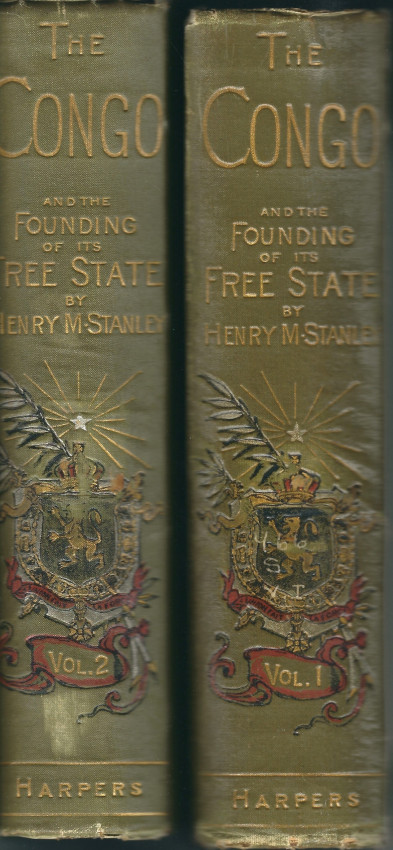 THE
CONGO
AND THE
FOUNDING
OF ITS
FREE STATE
BY
HENRY M. STANLEY
VOL. 2
HARPERS
THE
CONGO
AND THE
FOUNDING
OF ITS
FREE STATE
BY
HENRY M. STANLEY
S
VOL. 1
HARPERS